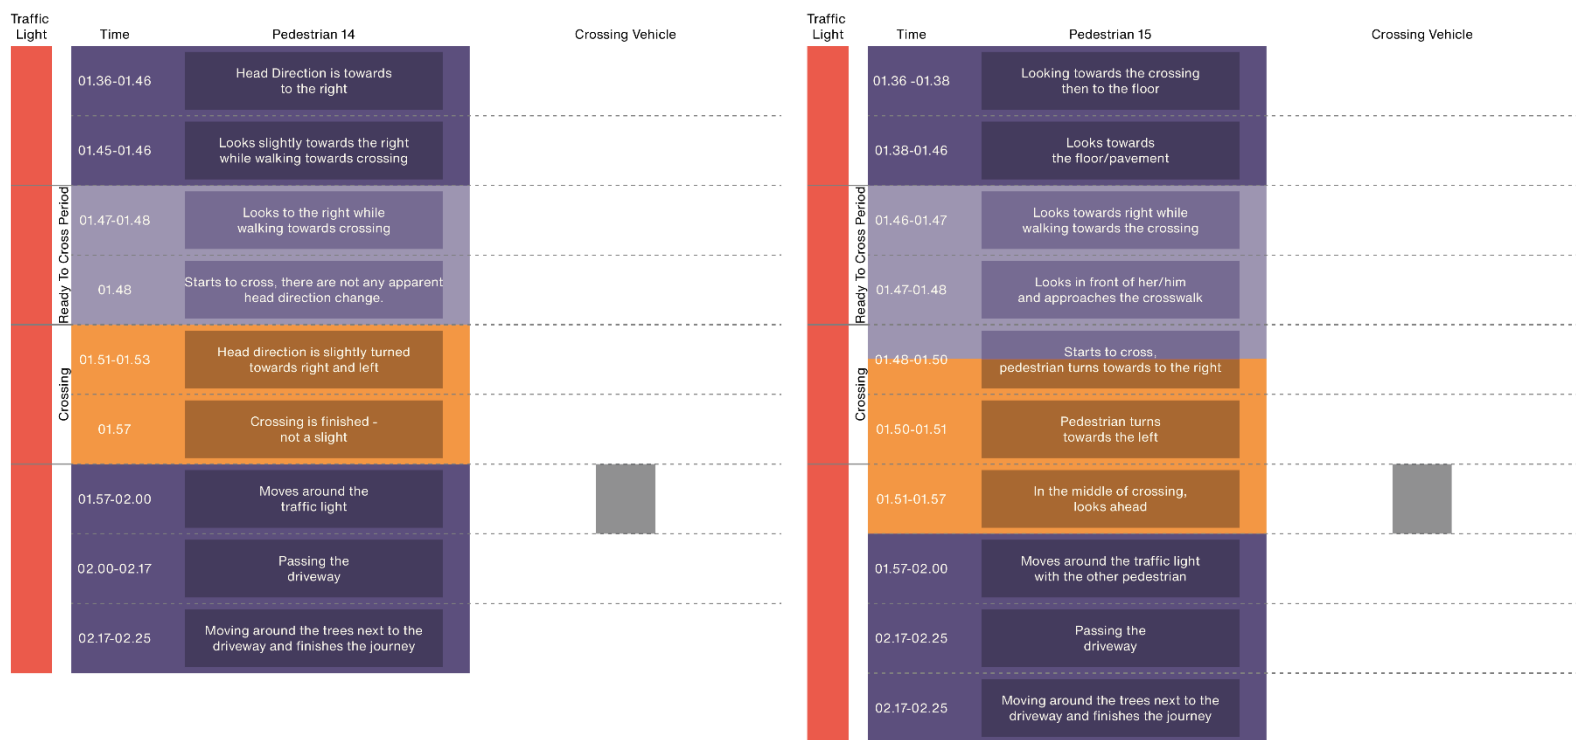 Traffic
Light
Time
Pedestrian 14
Crossing Vehicle
01.36-01.46
Head Direction is towards
to the right
01.45-01.46
Looks slightly towards the right
while walking towards crossing
Ready To Cross Period
01.47-01.48
Looks to the right while
walking towards crossing
01.48
Starts to cross, there are not any apparent
head direction change.
Crossing
01.51-01.53
Head direction is slightly turned
towards right and left
01.57
Crossing is finished -
not a slight
01.57-02.00
Moves around the
traffic light
02.00-02.17
Passing the
driveway
02.17-02.25
Moving around the trees next to the
driveway and finishes the journey
Traffic
Light
Time
Pedestrian 15
Crossing Vehicle
01.36 -01.38
Looking towards the crossing
then to the floor
01.38-01.46
Looks towards
the floor/pavement
Ready To Cross Period
01.46-01.47
Looks towards right while
walking towards the crossing
01.47-01.48
Looks in front of her/him
and approaches the crosswalk
Crossing
01.48-01.50
Starts to cross,
pedestrian turns towards to the right
01.50-01.51
Pedestrian turns
towards the left
01.51-01.57
In the middle of crossing,
looks ahead
01.57-02.00
Moves around the traffic light
with the other pedestrian
02.17-02.25
Passing the
driveway
02.17-02.25
Moving around the trees next to the
driveway and finishes the journey